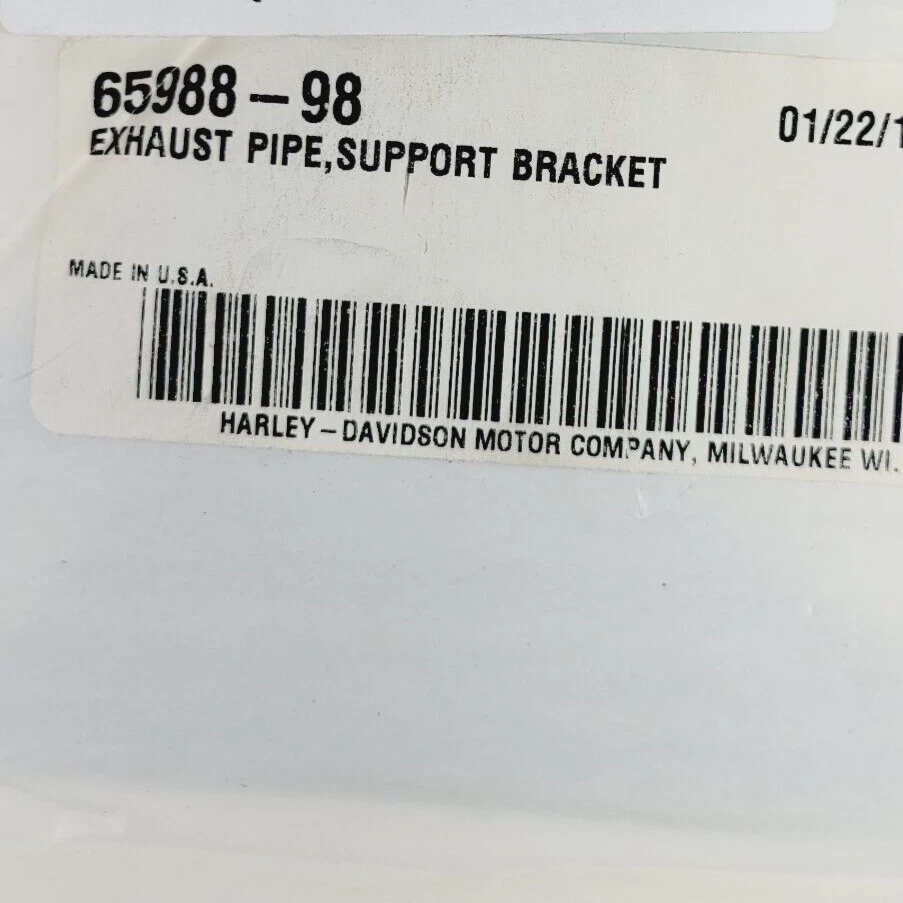 65988-98
01/22/1
EXHAUST PIPE,SUPPORT BRACKET
MADE IN U.S.A.
HARLEY-DAVIDSON MOTOR COMPANY, MILWAUKEE WI.